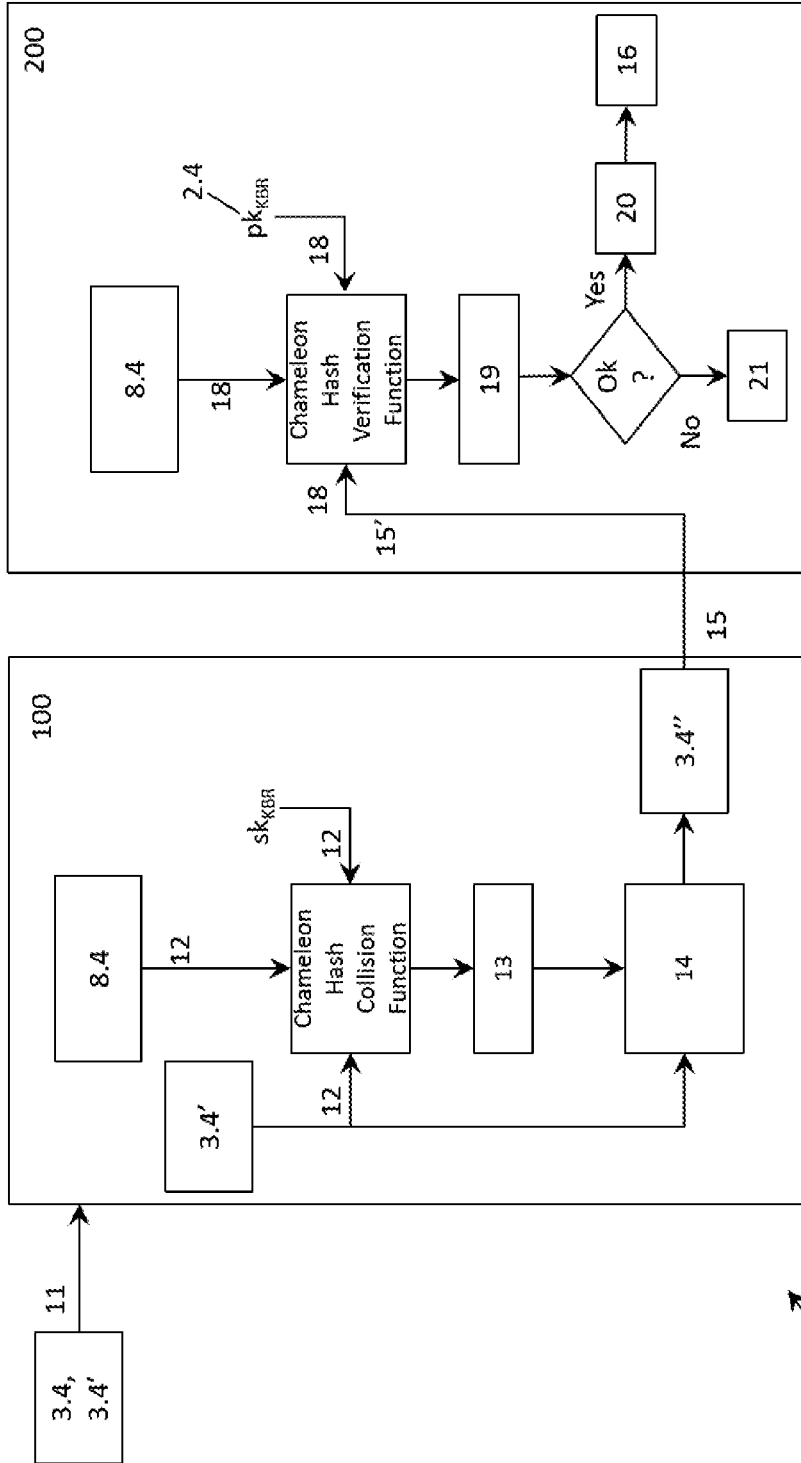 3.4,
3.4′
11
100
3.4′
12
8.4
12
sk_KBR
12
Chameleon
Hash
Collision
Function
13
14
3.4″
15
200
15′
18
8.4
18
2.4
pk_KBR
18
Chameleon
Hash
Verification
Function
19
Ok
?
Yes
No
20
16
21